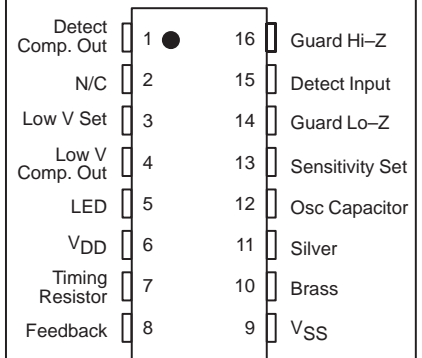 Detect
Comp. Out 1 16 Guard Hi–Z
N/C 2 15 Detect Input
Low V Set 3 14 Guard Lo–Z
Low V
Comp. Out 4 13 Sensitivity Set
LED 5 12 Osc Capacitor
VDD 6 11 Silver
Timing
Resistor 7 10 Brass
Feedback 8 9 VSS